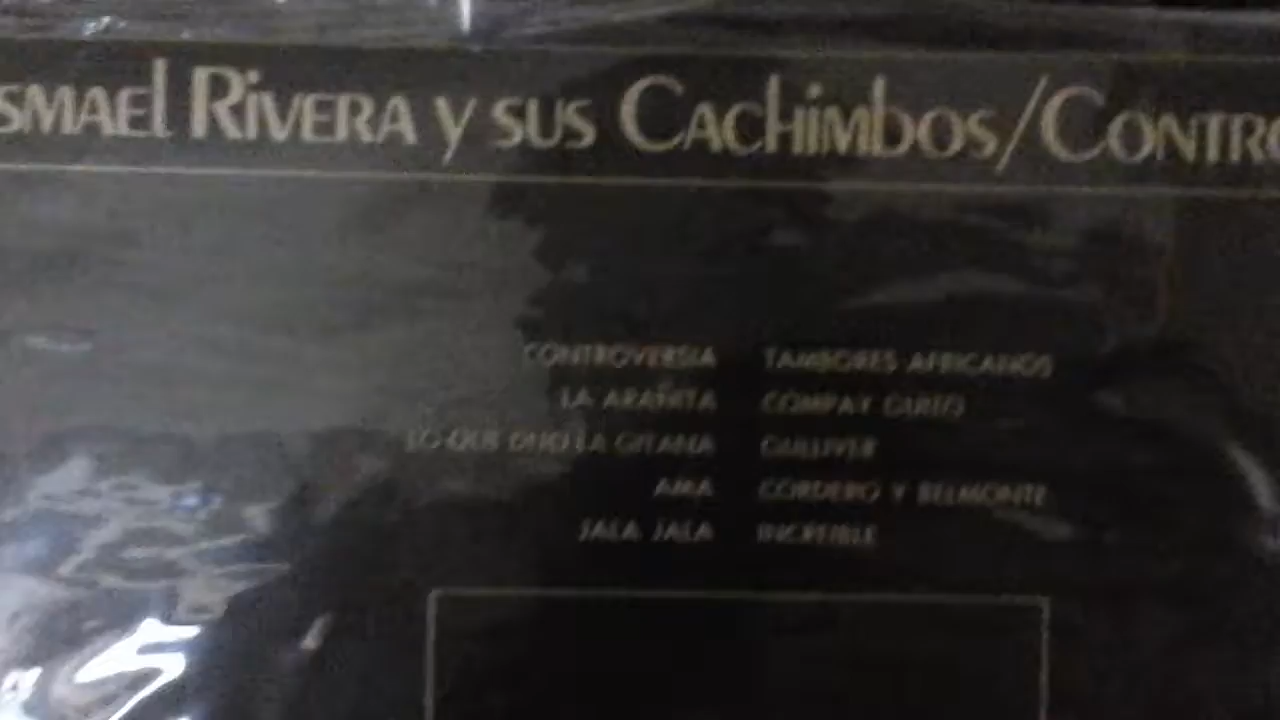 SMAEL RIVERA Y SUS CACHIMBOS/CONTRO
CONTROVERSIA TAMBORES AFRICANOS
LA ARAÑITA COMPAY
LO QUE DIJO LA GITANA GULLIVER
AMA CORDERO Y BELMONTE
JALA JALA INCREIBLE